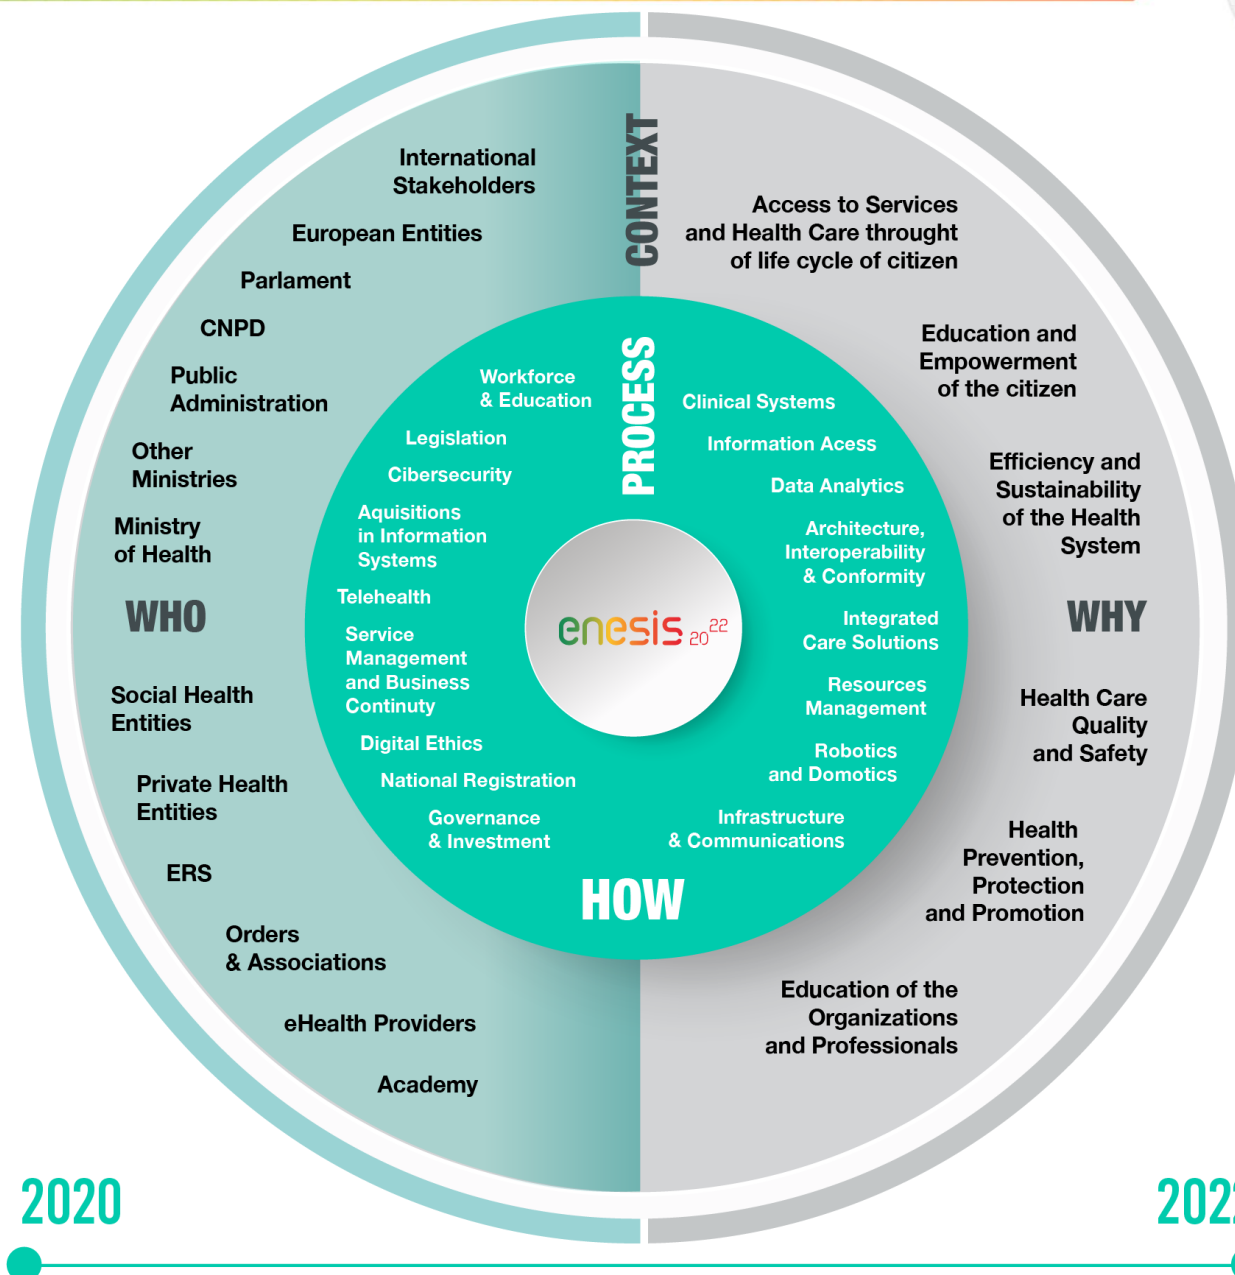 CONTEXT
International
Stakeholders
European Entities
Parlament
CNPD
Public
Administration
Other
Ministries
Ministry
of Health
WHO
Social Health
Entities
Private Health
Entities
ERS
Orders
& Associations
eHealth Providers
Academy
PROCESS
Workforce
& Education
Legislation
Cibersecurity
Aquisitions
in Information
Systems
Telehealth
Service
Management
and Business
Continuty
Digital Ethics
National Registration
Governance
& Investment
enesis 2022
Clinical Systems
Information Acess
Data Analytics
Architecture,
Interoperability
& Conformity
Integrated
Care Solutions
Resources
Management
Robotics
and Domotics
Infrastructure
& Communications
HOW
Access to Services
and Health Care throught
of life cycle of citizen
Education and
Empowerment
of the citizen
Efficiency and
Sustainability
of the Health
System
WHY
Health Care
Quality
and Safety
Health
Prevention,
Protection
and Promotion
Education of the
Organizations
and Professionals
2020